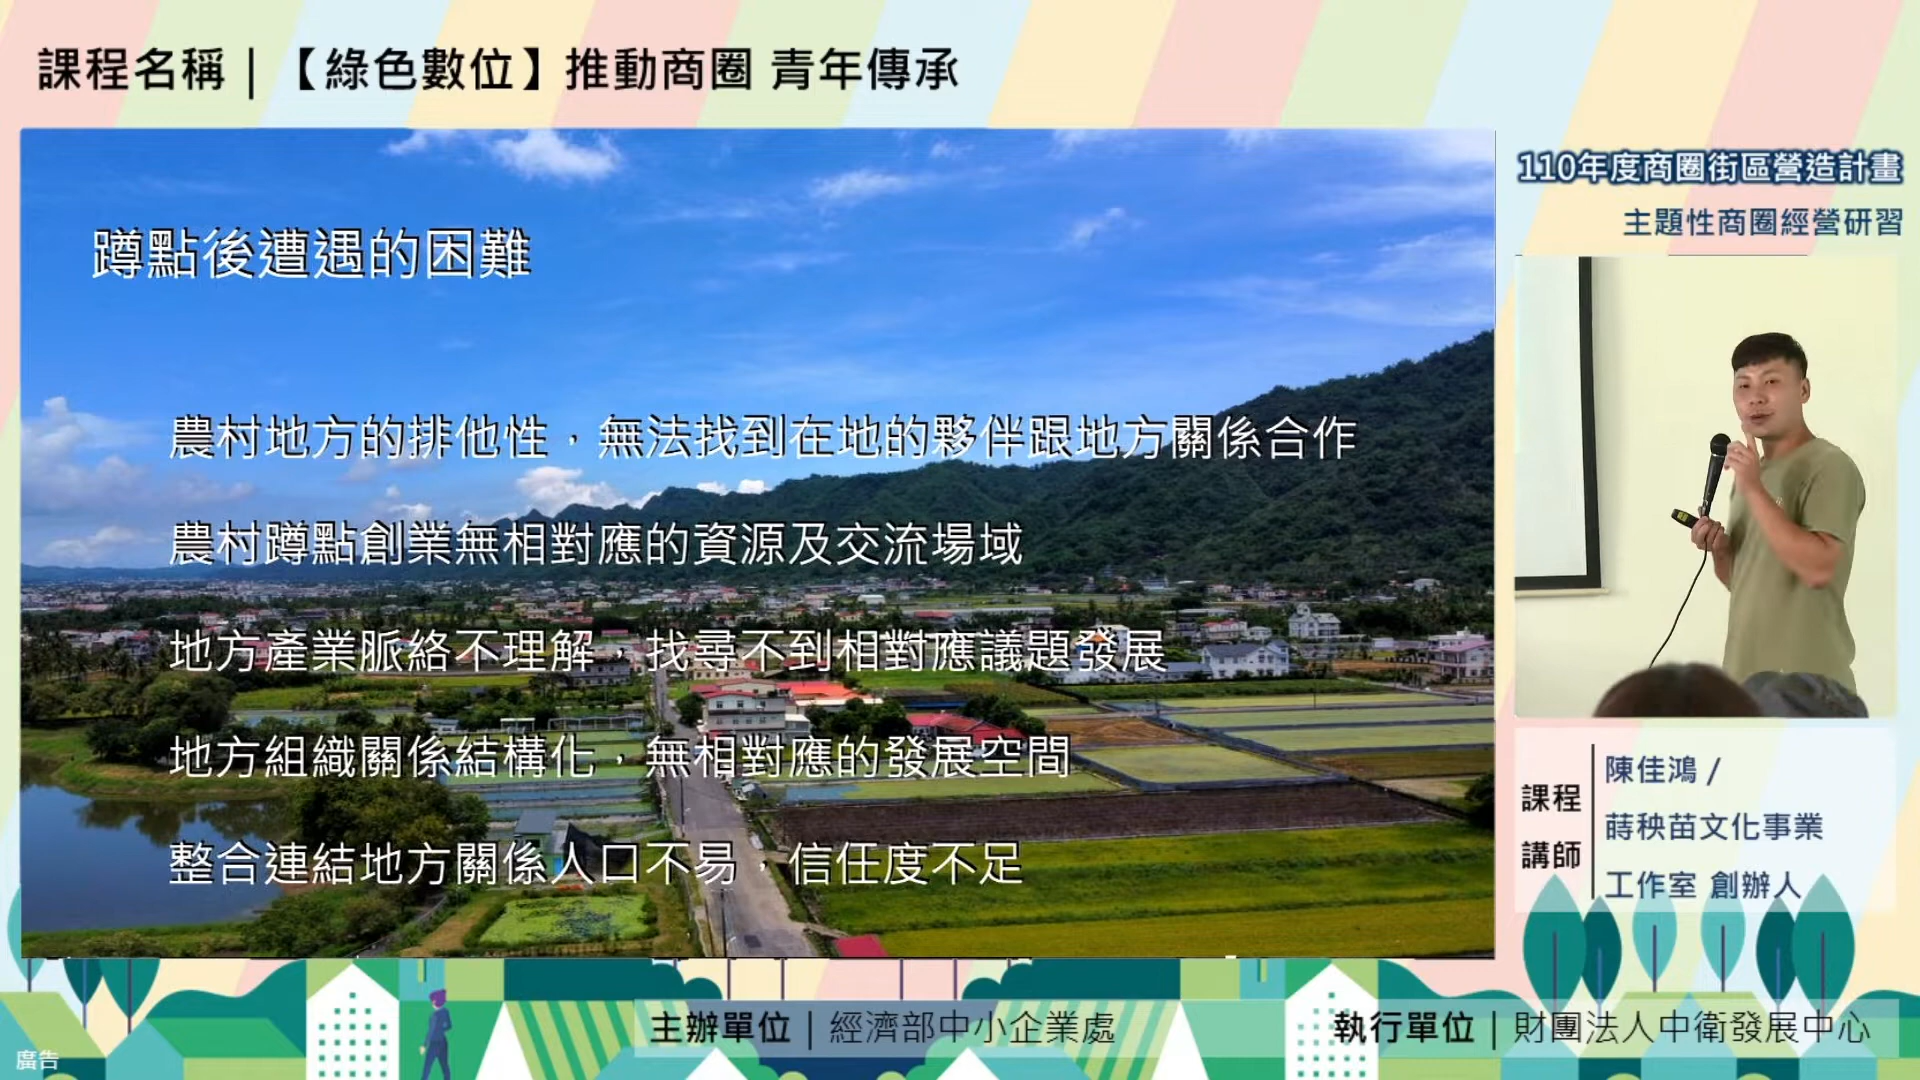 課程名稱｜【綠色數位】推動商圈 青年傳承
110年度商圈街區營造計畫
主題性商圈經營研習
蹲點後遭遇的困難
農村地方的排他性，無法找到在地的夥伴跟地方關係合作
農村蹲點創業無相對應的資源及交流場域
地方產業脈絡不理解，找尋不到相對應議題發展
地方組織關係結構化，無相對應的發展空間
整合連結地方關係人口不易，信任度不足
課程
講師
陳佳鴻 /
蒔秧苗文化事業
工作室 創辦人
主辦單位｜經濟部中小企業處
執行單位｜財團法人中衛發展中心
廣告